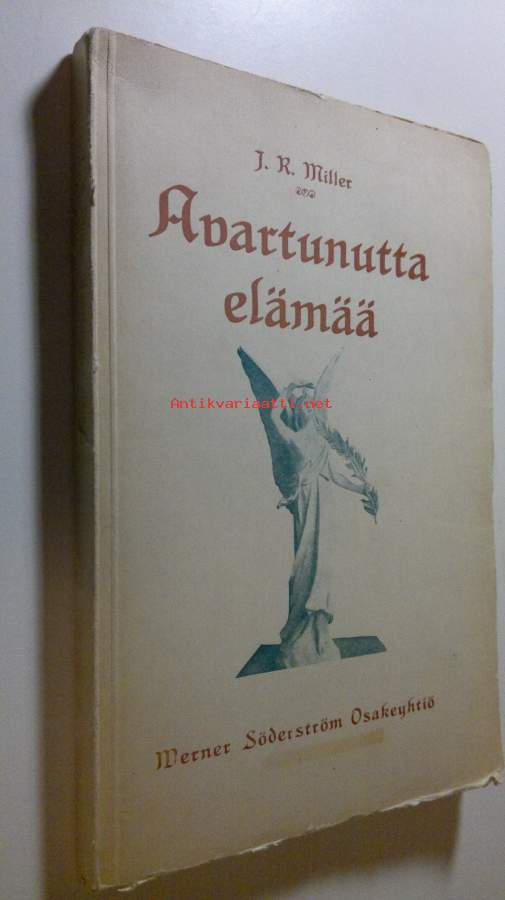 J. R. Miller
Avartunutta
elämää
Antikvariaatti.net
Werner Söderström Osakeyhtiö